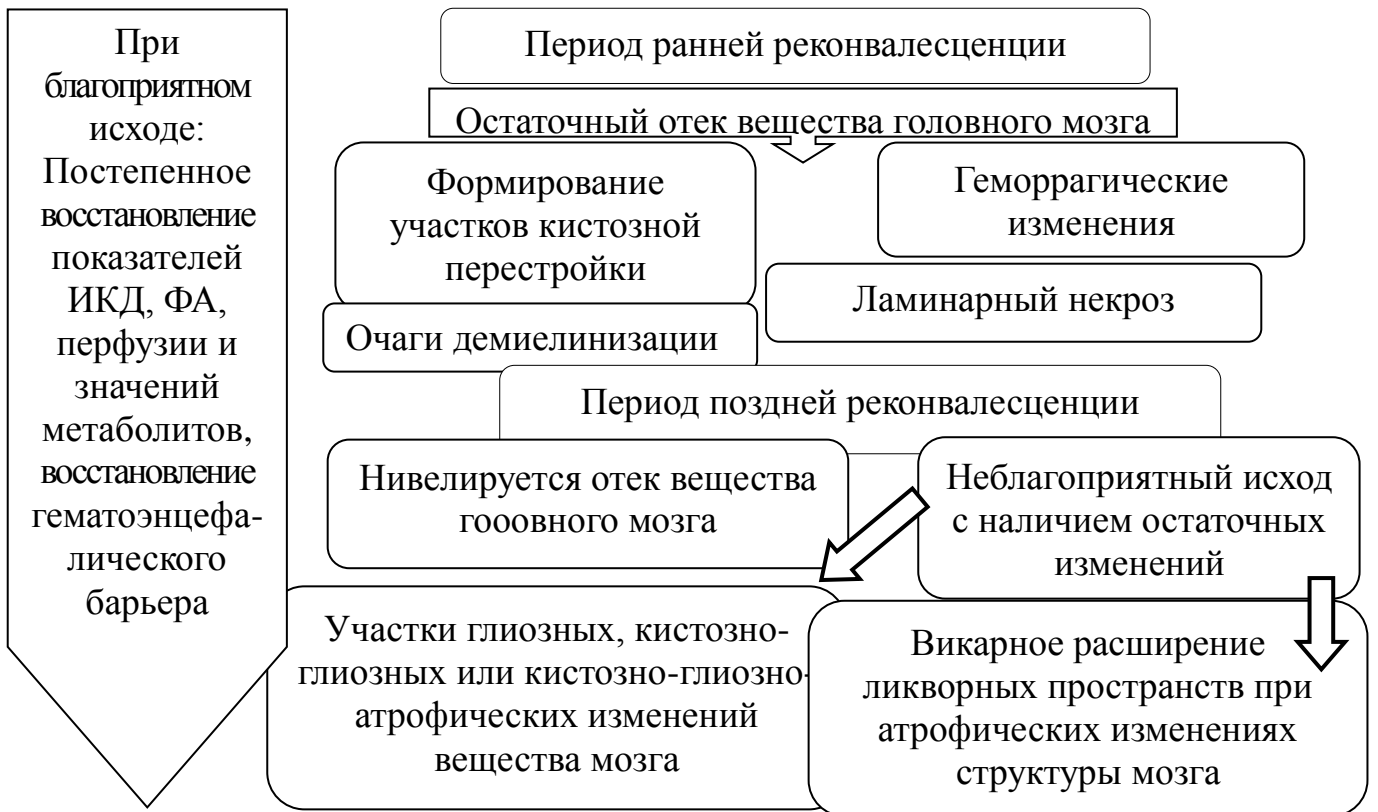 При
благоприятном
исходе:
Постепенное
восстановление
показателей
ИКД, ФА,
перфузии и
значений
метаболитов,
восстановление
гематоэнцефа-
лического
барьера
Период ранней реконвалесценции
Остаточный отек вещества головного мозга
Формирование
участков кистозной
перестройки
Геморрагические
изменения
Ламинарный некроз
Очаги демиелинизации
Период поздней реконвалесценции
Нивелируется отек вещества
гооовного мозга
Неблагоприятный исход
с наличием остаточных
изменений
Участки глиозных, кистозно-
глиозных или кистозно-глиозно-
атрофических изменений
вещества мозга
Викарное расширение
ликворных пространств при
атрофических изменениях
структуры мозга